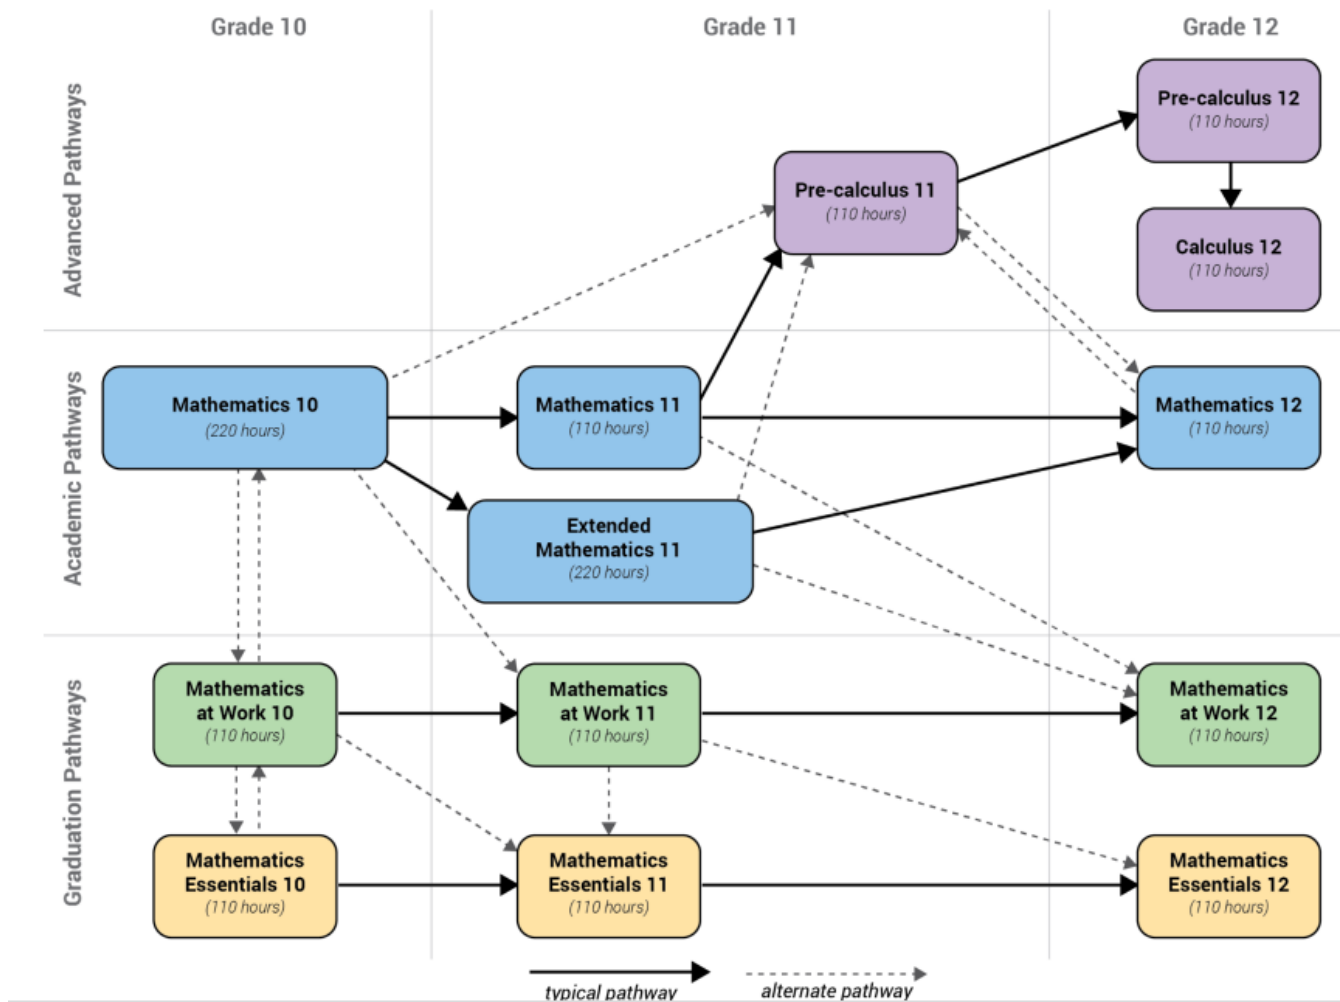 Grade 10
Grade 11
Grade 12
Advanced Pathways
Pre-calculus 12
(110 hours)
Pre-calculus 11
(110 hours)
Calculus 12
(110 hours)
Academic Pathways
Mathematics 10
(220 hours)
Mathematics 11
(110 hours)
Mathematics 12
(110 hours)
Extended
Mathematics 11
(220 hours)
Graduation Pathways
Mathematics
at Work 10
(110 hours)
Mathematics
at Work 11
(110 hours)
Mathematics
at Work 12
(110 hours)
Mathematics
Essentials 10
(110 hours)
Mathematics
Essentials 11
(110 hours)
Mathematics
Essentials 12
(110 hours)
typical pathway
alternate pathway